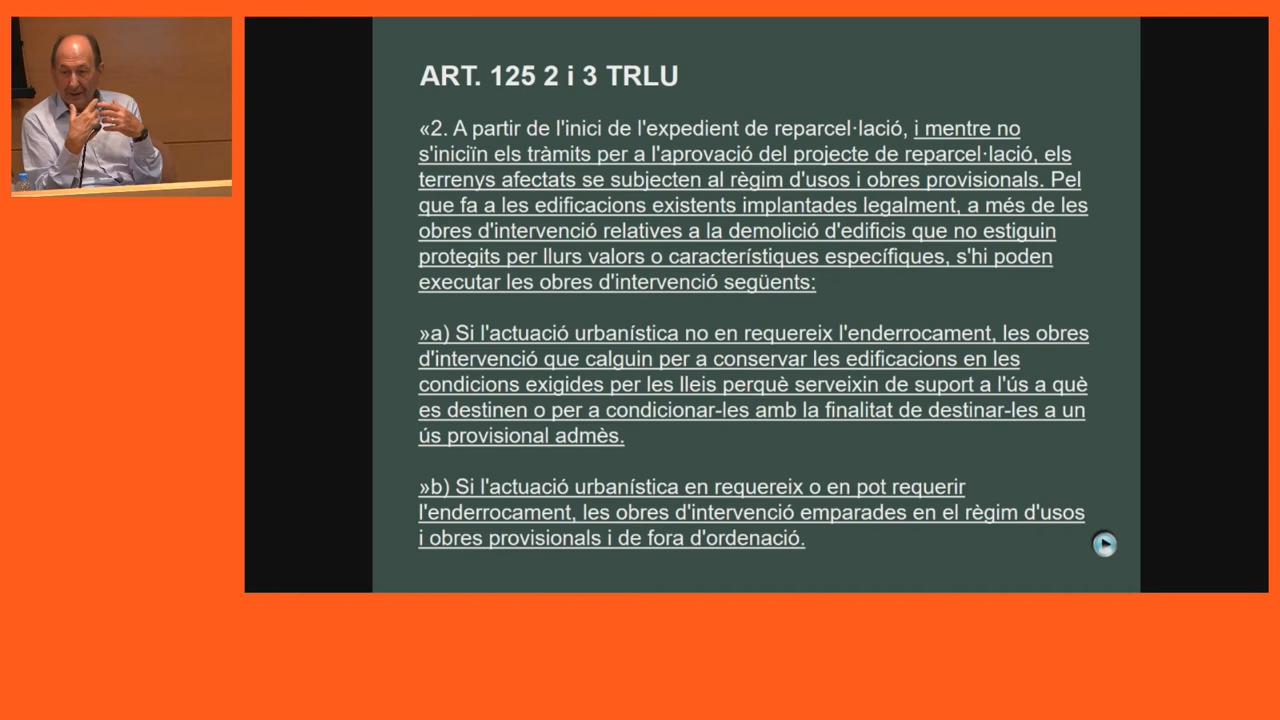 ART. 125 2 i 3 TRLU
«2. A partir de l'inici de l'expedient de reparcel·lació, i mentre no
s'iniciïn els tràmits per a l'aprovació del projecte de reparcel·lació, els
terrenys afectats se subjecten al règim d'usos i obres provisionals. Pel
que fa a les edificacions existents implantades legalment, a més de les
obres d'intervenció relatives a la demolició d'edificis que no estiguin
protegits per llurs valors o característiques específiques, s'hi poden
executar les obres d'intervenció següents:
»a) Si l'actuació urbanística no en requereix l'enderrocament, les obres
d'intervenció que calguin per a conservar les edificacions en les
condicions exigides per les lleis perquè serveixin de suport a l'ús a què
es destinen o per a condicionar-les amb la finalitat de destinar-les a un
ús provisional admès.
»b) Si l'actuació urbanística en requereix o en pot requerir
l'enderrocament, les obres d'intervenció emparades en el règim d'usos
i obres provisionals i de fora d'ordenació.